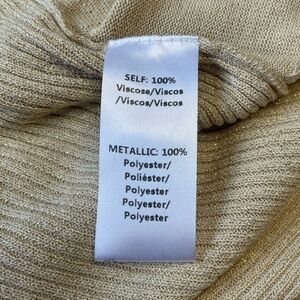 SELF: 100%
Viscose/Viscos
/Viscos/Viscos
METALLIC: 100%
Polyester/
Poliéster/
Polyester
Polyester/
Polyester